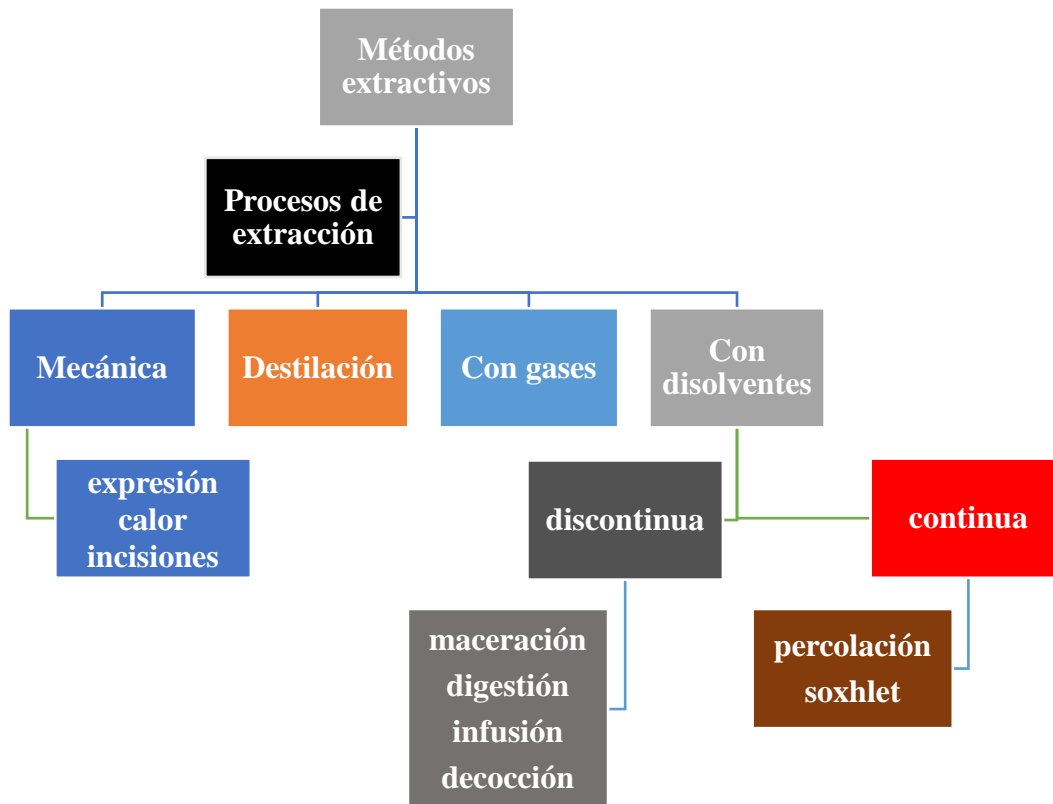 Métodos
extractivos
Procesos de
extracción
Mecánica
Destilación
Con gases
Con
disolventes
expresión
calor
incisiones
discontinua
continua
maceración
digestión
infusión
decocción
percolación
soxhlet